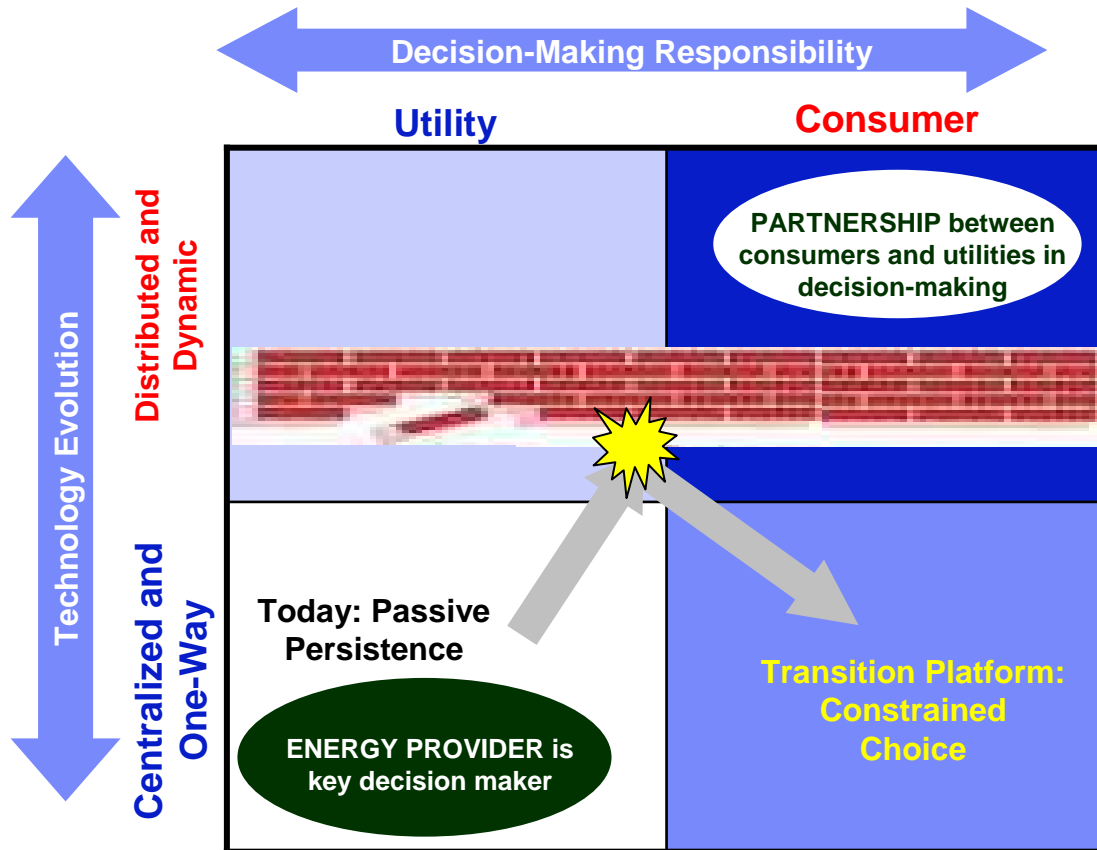 Decision-Making Responsibility
Utility
Consumer
Technology Evolution
Distributed and
Dynamic
PARTNERSHIP between
consumers and utilities in
decision-making
Centralized and
One-Way
Today: Passive
Persistence
ENERGY PROVIDER is
key decision maker
Transition Platform:
Constrained
Choice